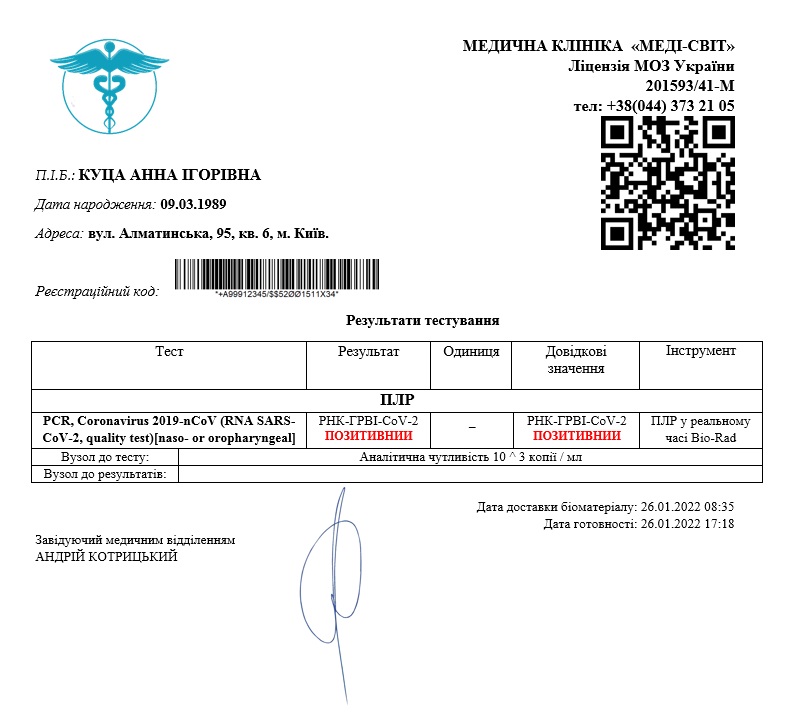 МЕДИЧНА КЛІНІКА «МЕДІ-СВІТ»
Ліцензія МОЗ України
201593/41-М
тел: +38(044) 373 21 05
П.І.Б.: КУЦА АННА ІГОРІВНА
Дата народження: 09.03.1989
Адреса: вул. Алматинська, 95, кв. 6, м. Київ.
Реєстраційний код:
*+A99912345/$$52ØØ1511X34*
Результати тестування
Тест Результат Одиниця Довідкові значення Інструмент
ПЛР
PCR, Coronavirus 2019-nCoV (RNA SARS-
CoV-2, quality test)[naso- or oropharyngeal]
РНК-ГРВІ-CoV-2
ПОЗИТИВНИИ
–
РНК-ГРВІ-CoV-2
ПОЗИТИВНИИ
ПЛР у реальному
часі Bio-Rad
Вузол до тесту: Аналітична чутливість 10 ^ 3 копії / мл
Вузол до результатів:
Дата доставки біоматеріалу: 26.01.2022 08:35
Дата готовності: 26.01.2022 17:18
Завідуючий медичним відділенням
АНДРІЙ КОТРИЦЬКИЙ